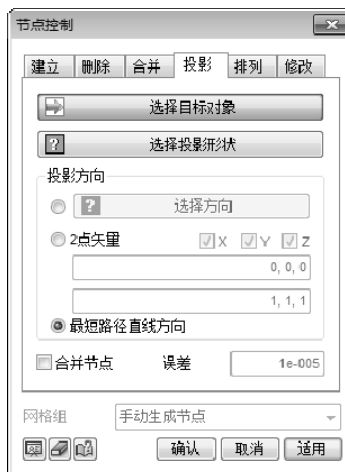 节点控制
建立 删除 合并 投影 排列 修改
选择目标对象
选择投影形状
投影方向
选择方向
2点矢量 X Y Z
0, 0, 0
1, 1, 1
最短路径直线方向
合并节点 误差 1e-005
网格组 手动生成节点
确认 取消 适用